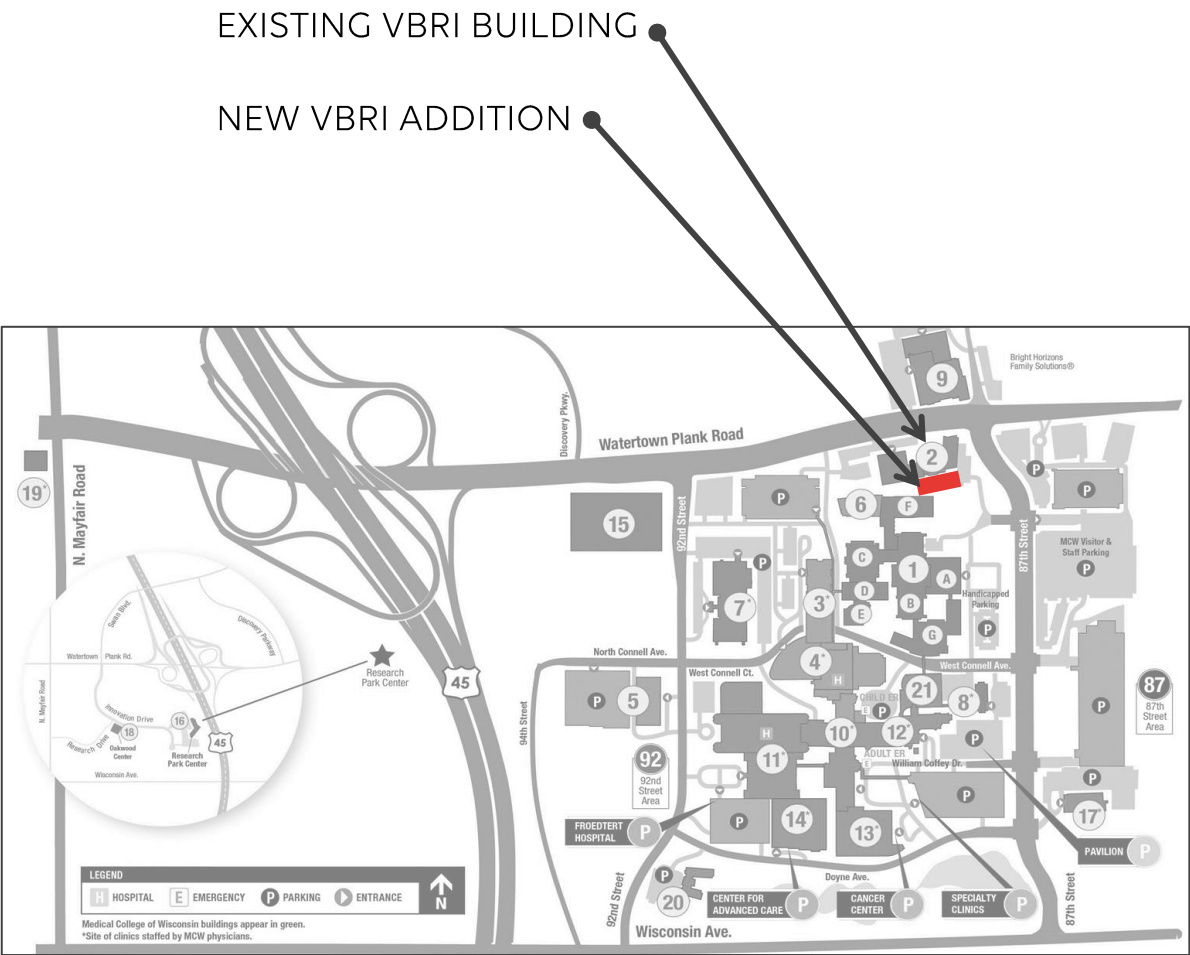 EXISTING VBRI BUILDING
NEW VBRI ADDITION
9
Bright Horizons
Family Solutions®
Watertown Plank Road
Discovery Pkwy.
N. Mayfair Road
19*
2
P
P
P
6
F
15
92nd Street
87th Street
MCW Visitor &
Staff Parking
P
P
C
1
A
D
B
E
Handicapped
Parking
P
G
7*
3*
North Connell Ave.
West Connell Ct.
West Connell Ave.
4*
H
Swan Blvd.
Discovery Parkway
Watertown Plank Rd.
N. Mayfair Road
Innovation Drive
Research Drive
16
18
Oakwood
Center
Research
Park Center
45
Wisconsin Ave.
Research
Park Center
45
94th Street
P
5
21
8*
CHILD ER
E
P
12*
10*
ADULT ER
E
William Coffey Dr.
P
P
H
11*
87
87th
Street
Area
P
P
17*
92
92nd
Street
Area
P
14*
13*
FROEDTERT
HOSPITAL
P
PAVILION
P
Doyne Ave.
P
20
92nd Street
87th Street
CENTER FOR
ADVANCED CARE
P
CANCER
CENTER
P
SPECIALTY
CLINICS
P
Wisconsin Ave.
LEGEND
H HOSPITAL
E EMERGENCY
P PARKING
ENTRANCE
N
Medical College of Wisconsin buildings appear in green.
*Site of clinics staffed by MCW physicians.